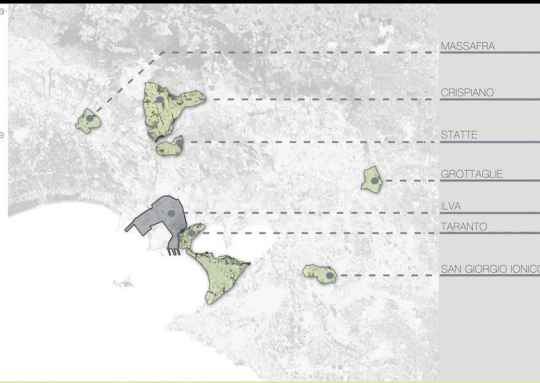 MASSAFRA
CRISPIANO
STATTE
GROTTAGLIE
ILVA
TARANTO
SAN GIORGIO IONICO